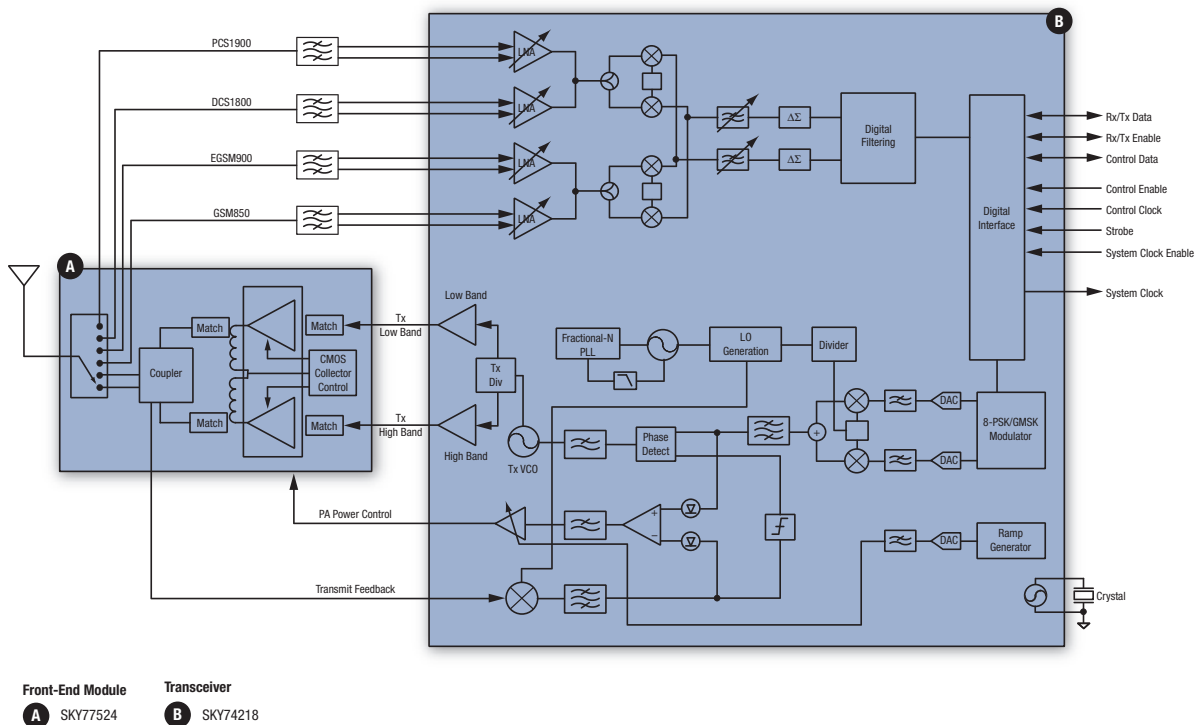 B
PCS1900
LNA
DCS1800
LNA
ΔΣ
Digital
Filtering
Rx/Tx Data
Rx/Tx Enable
EGSM900
LNA
ΔΣ
Control Data
Control Enable
GSM850
LNA
Digital
Interface
Control Clock
Strobe
System Clock Enable
System Clock
A
Low Band
Match
Match
Tx
Low Band
Coupler
CMOS
Collector
Control
Tx
Div
Match
Match
Tx
High Band
High Band
Tx VCO
Fractional-N
PLL
LO
Generation
Divider
Phase
Detect
+
DAC
8-PSK/GMSK
Modulator
DAC
PA Power Control
+
–
DAC
Ramp
Generator
Transmit Feedback
Crystal
Front-End Module
A SKY77524
Transceiver
B SKY74218